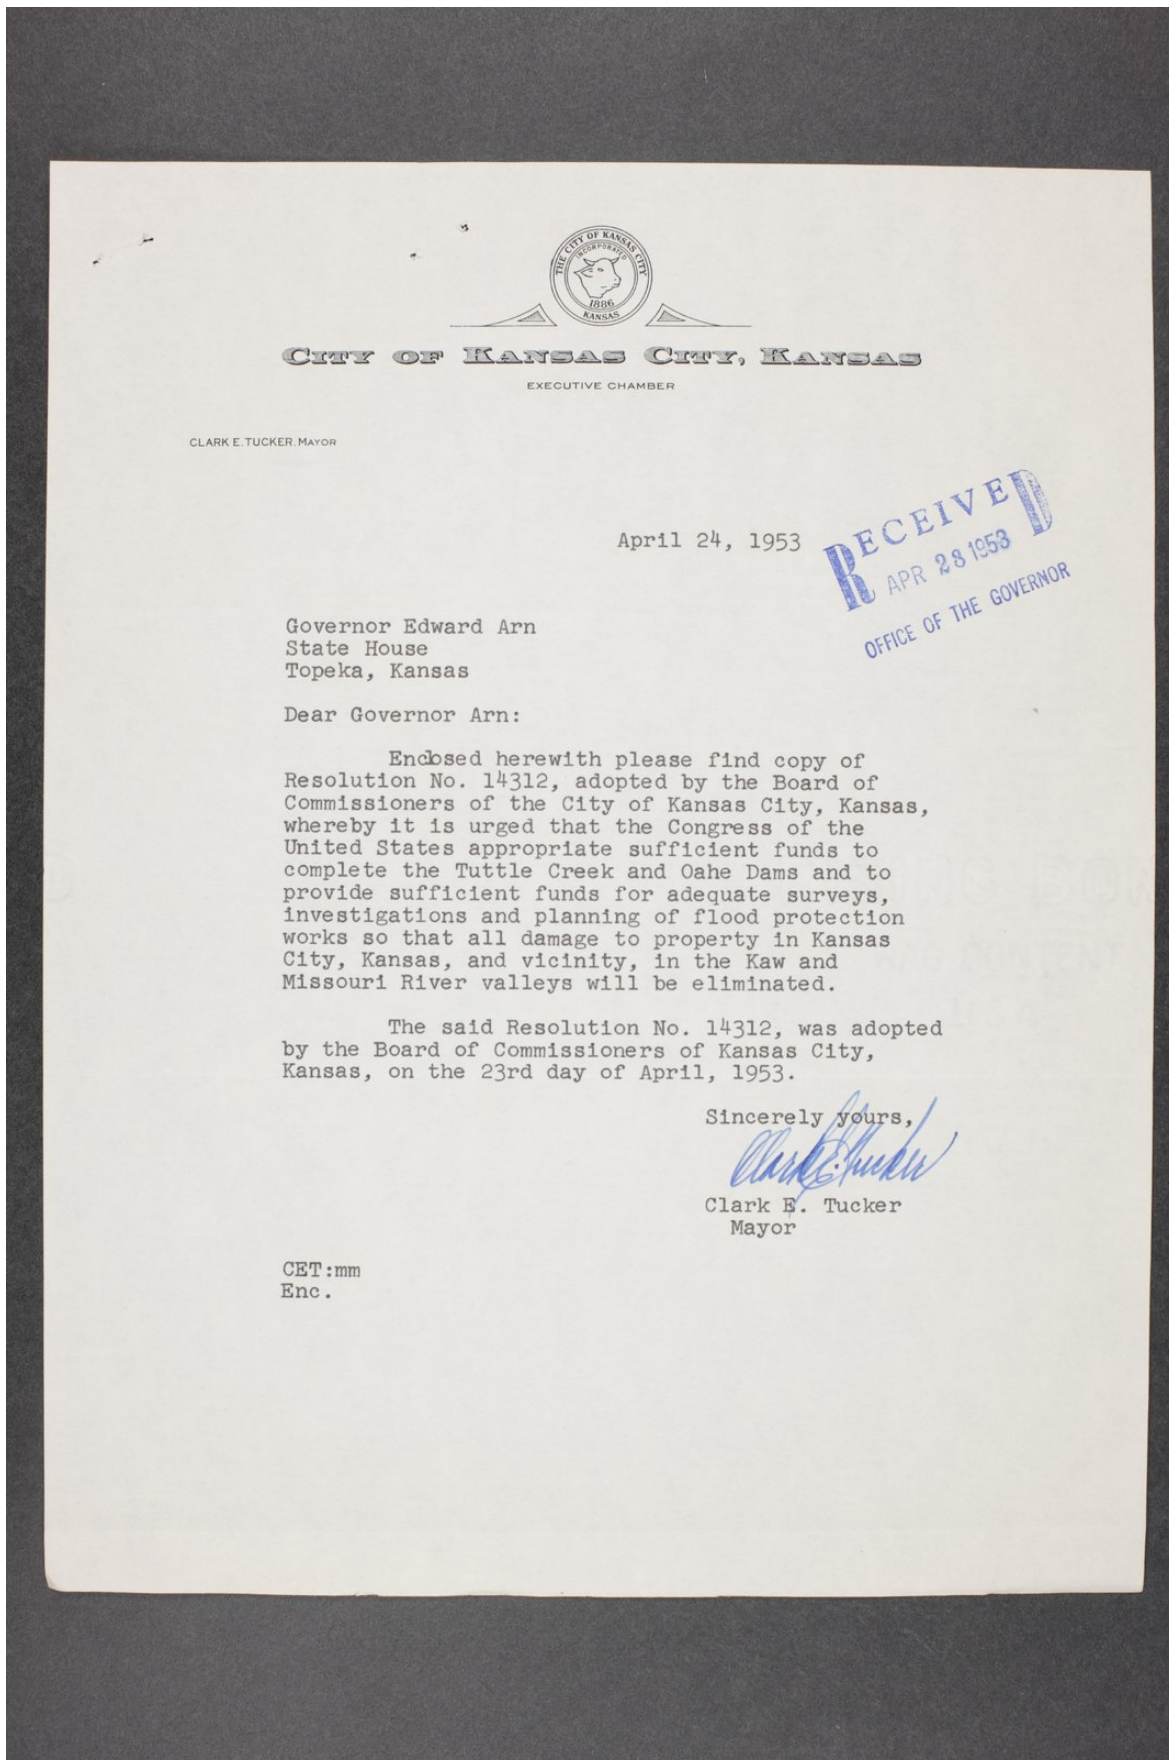 THE CITY OF KANSAS CITY
INCORPORATED
1886
KANSAS
CITY OF KANSAS CITY, KANSAS
EXECUTIVE CHAMBER
CLARK E. TUCKER. MAYOR
April 24, 1953
RECEIVED
APR 28 1953
OFFICE OF THE GOVERNOR
Governor Edward Arn
State House
Topeka, Kansas
Dear Governor Arn:
Enclosed herewith please find copy of
Resolution No. 14312, adopted by the Board of
Commissioners of the City of Kansas City, Kansas,
whereby it is urged that the Congress of the
United States appropriate sufficient funds to
complete the Tuttle Creek and Oahe Dams and to
provide sufficient funds for adequate surveys,
investigations and planning of flood protection
works so that all damage to property in Kansas
City, Kansas, and vicinity, in the Kaw and
Missouri River valleys will be eliminated.
The said Resolution No. 14312, was adopted
by the Board of Commissioners of Kansas City,
Kansas, on the 23rd day of April, 1953.
Sincerely yours,
Clark E. Tucker
Clark E. Tucker
Mayor
CET:mm
Enc.